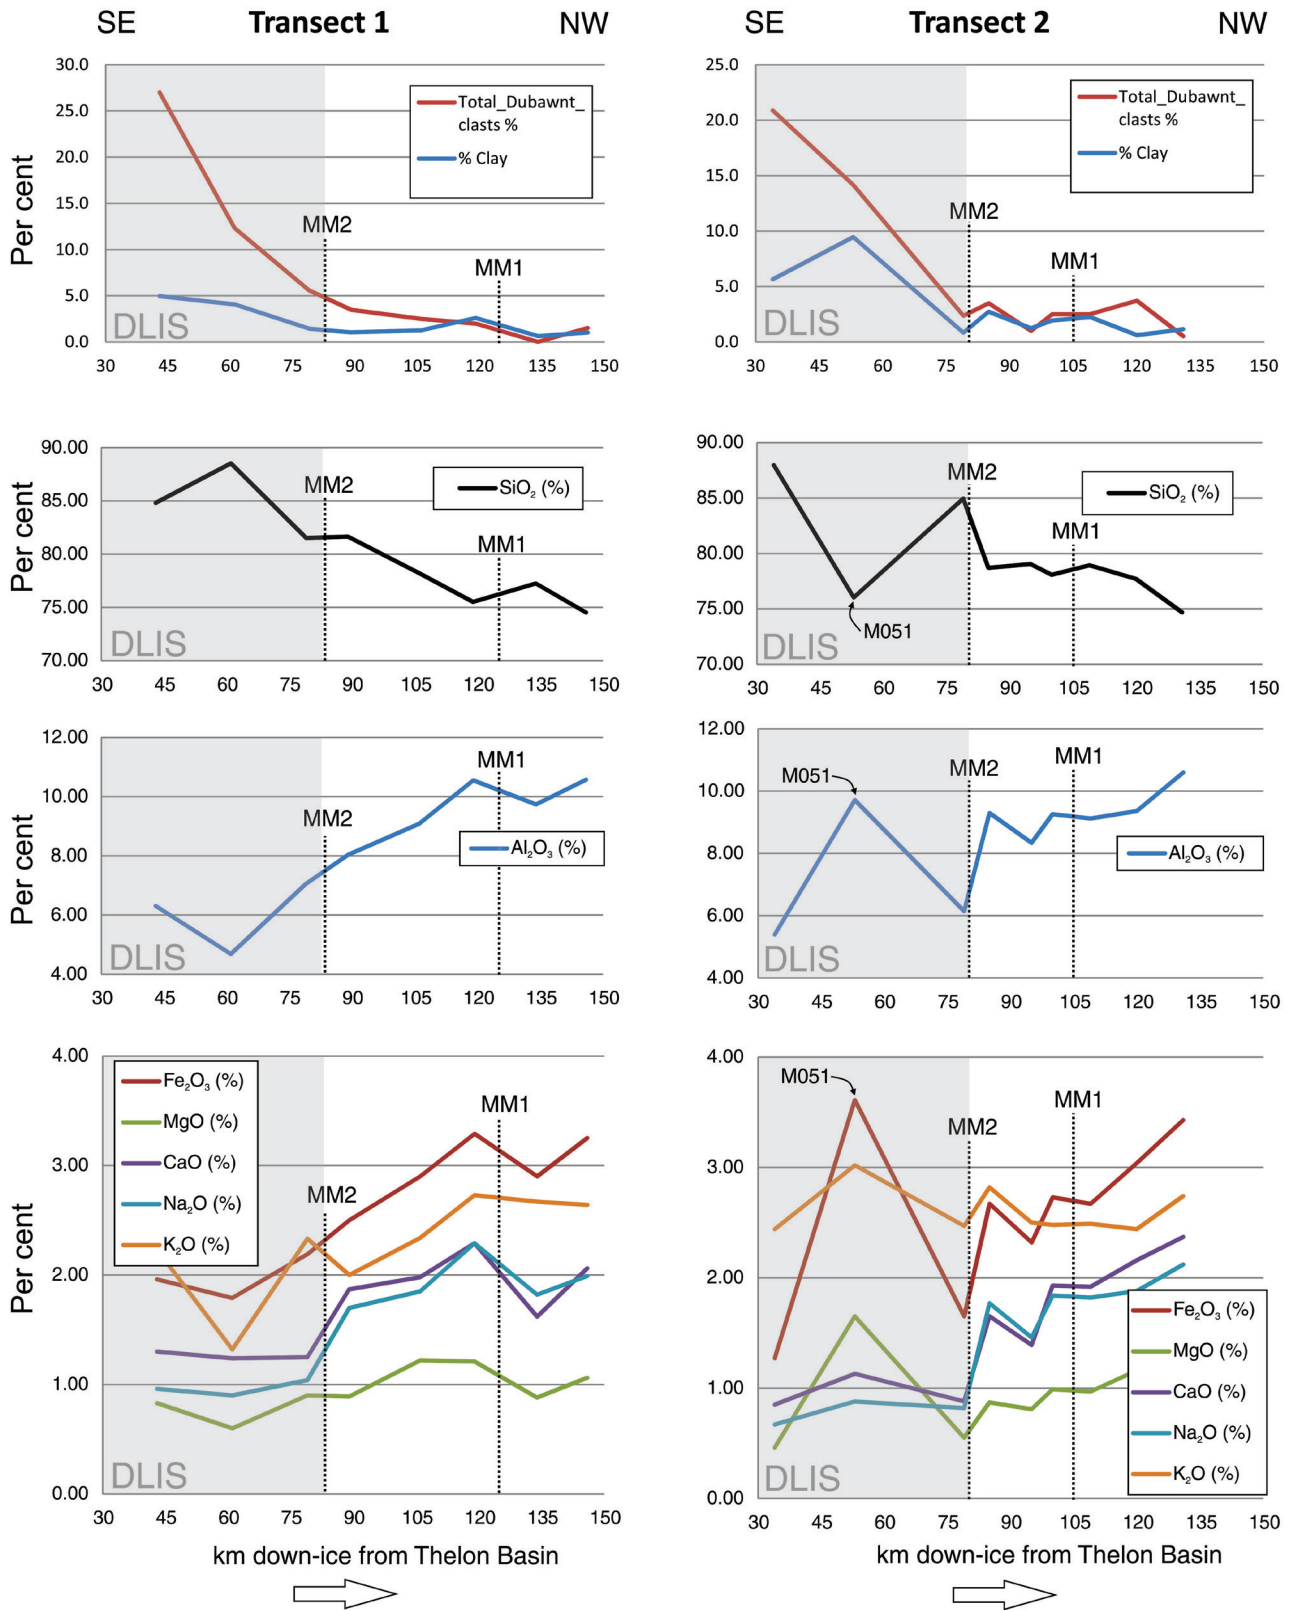 SE Transect 1 NW
30.0
25.0
20.0
15.0
10.0
5.0
0.0
Per cent
Total_Dubawnt_
clasts %
% Clay
MM2
MM1
DLIS
30 45 60 75 90 105 120 135 150
90.00
85.00
80.00
75.00
70.00
Per cent
SiO₂ (%)
MM2
MM1
DLIS
30 45 60 75 90 105 120 135 150
12.00
10.00
8.00
6.00
4.00
Per cent
MM1
MM2
Al₂O₃ (%)
DLIS
30 45 60 75 90 105 120 135 150
4.00
3.00
2.00
1.00
0.00
Per cent
Fe₂O₃ (%)
MgO (%)
CaO (%)
Na₂O (%)
K₂O (%)
MM1
MM2
DLIS
30 45 60 75 90 105 120 135 150
km down-ice from Thelon Basin
SE Transect 2 NW
25.0
20.0
15.0
10.0
5.0
0.0
Total_Dubawnt_
clasts %
% Clay
MM2
MM1
DLIS
30 45 60 75 90 105 120 135 150
90.00
85.00
80.00
75.00
70.00
MM2
SiO₂ (%)
MM1
M051
DLIS
30 45 60 75 90 105 120 135 150
12.00
10.00
8.00
6.00
4.00
M051
MM2
MM1
Al₂O₃ (%)
DLIS
30 45 60 75 90 105 120 135 150
4.00
3.00
2.00
1.00
0.00
M051
MM2
MM1
Fe₂O₃ (%)
MgO (%)
CaO (%)
Na₂O (%)
K₂O (%)
DLIS
30 45 60 75 90 105 120 135 150
km down-ice from Thelon Basin